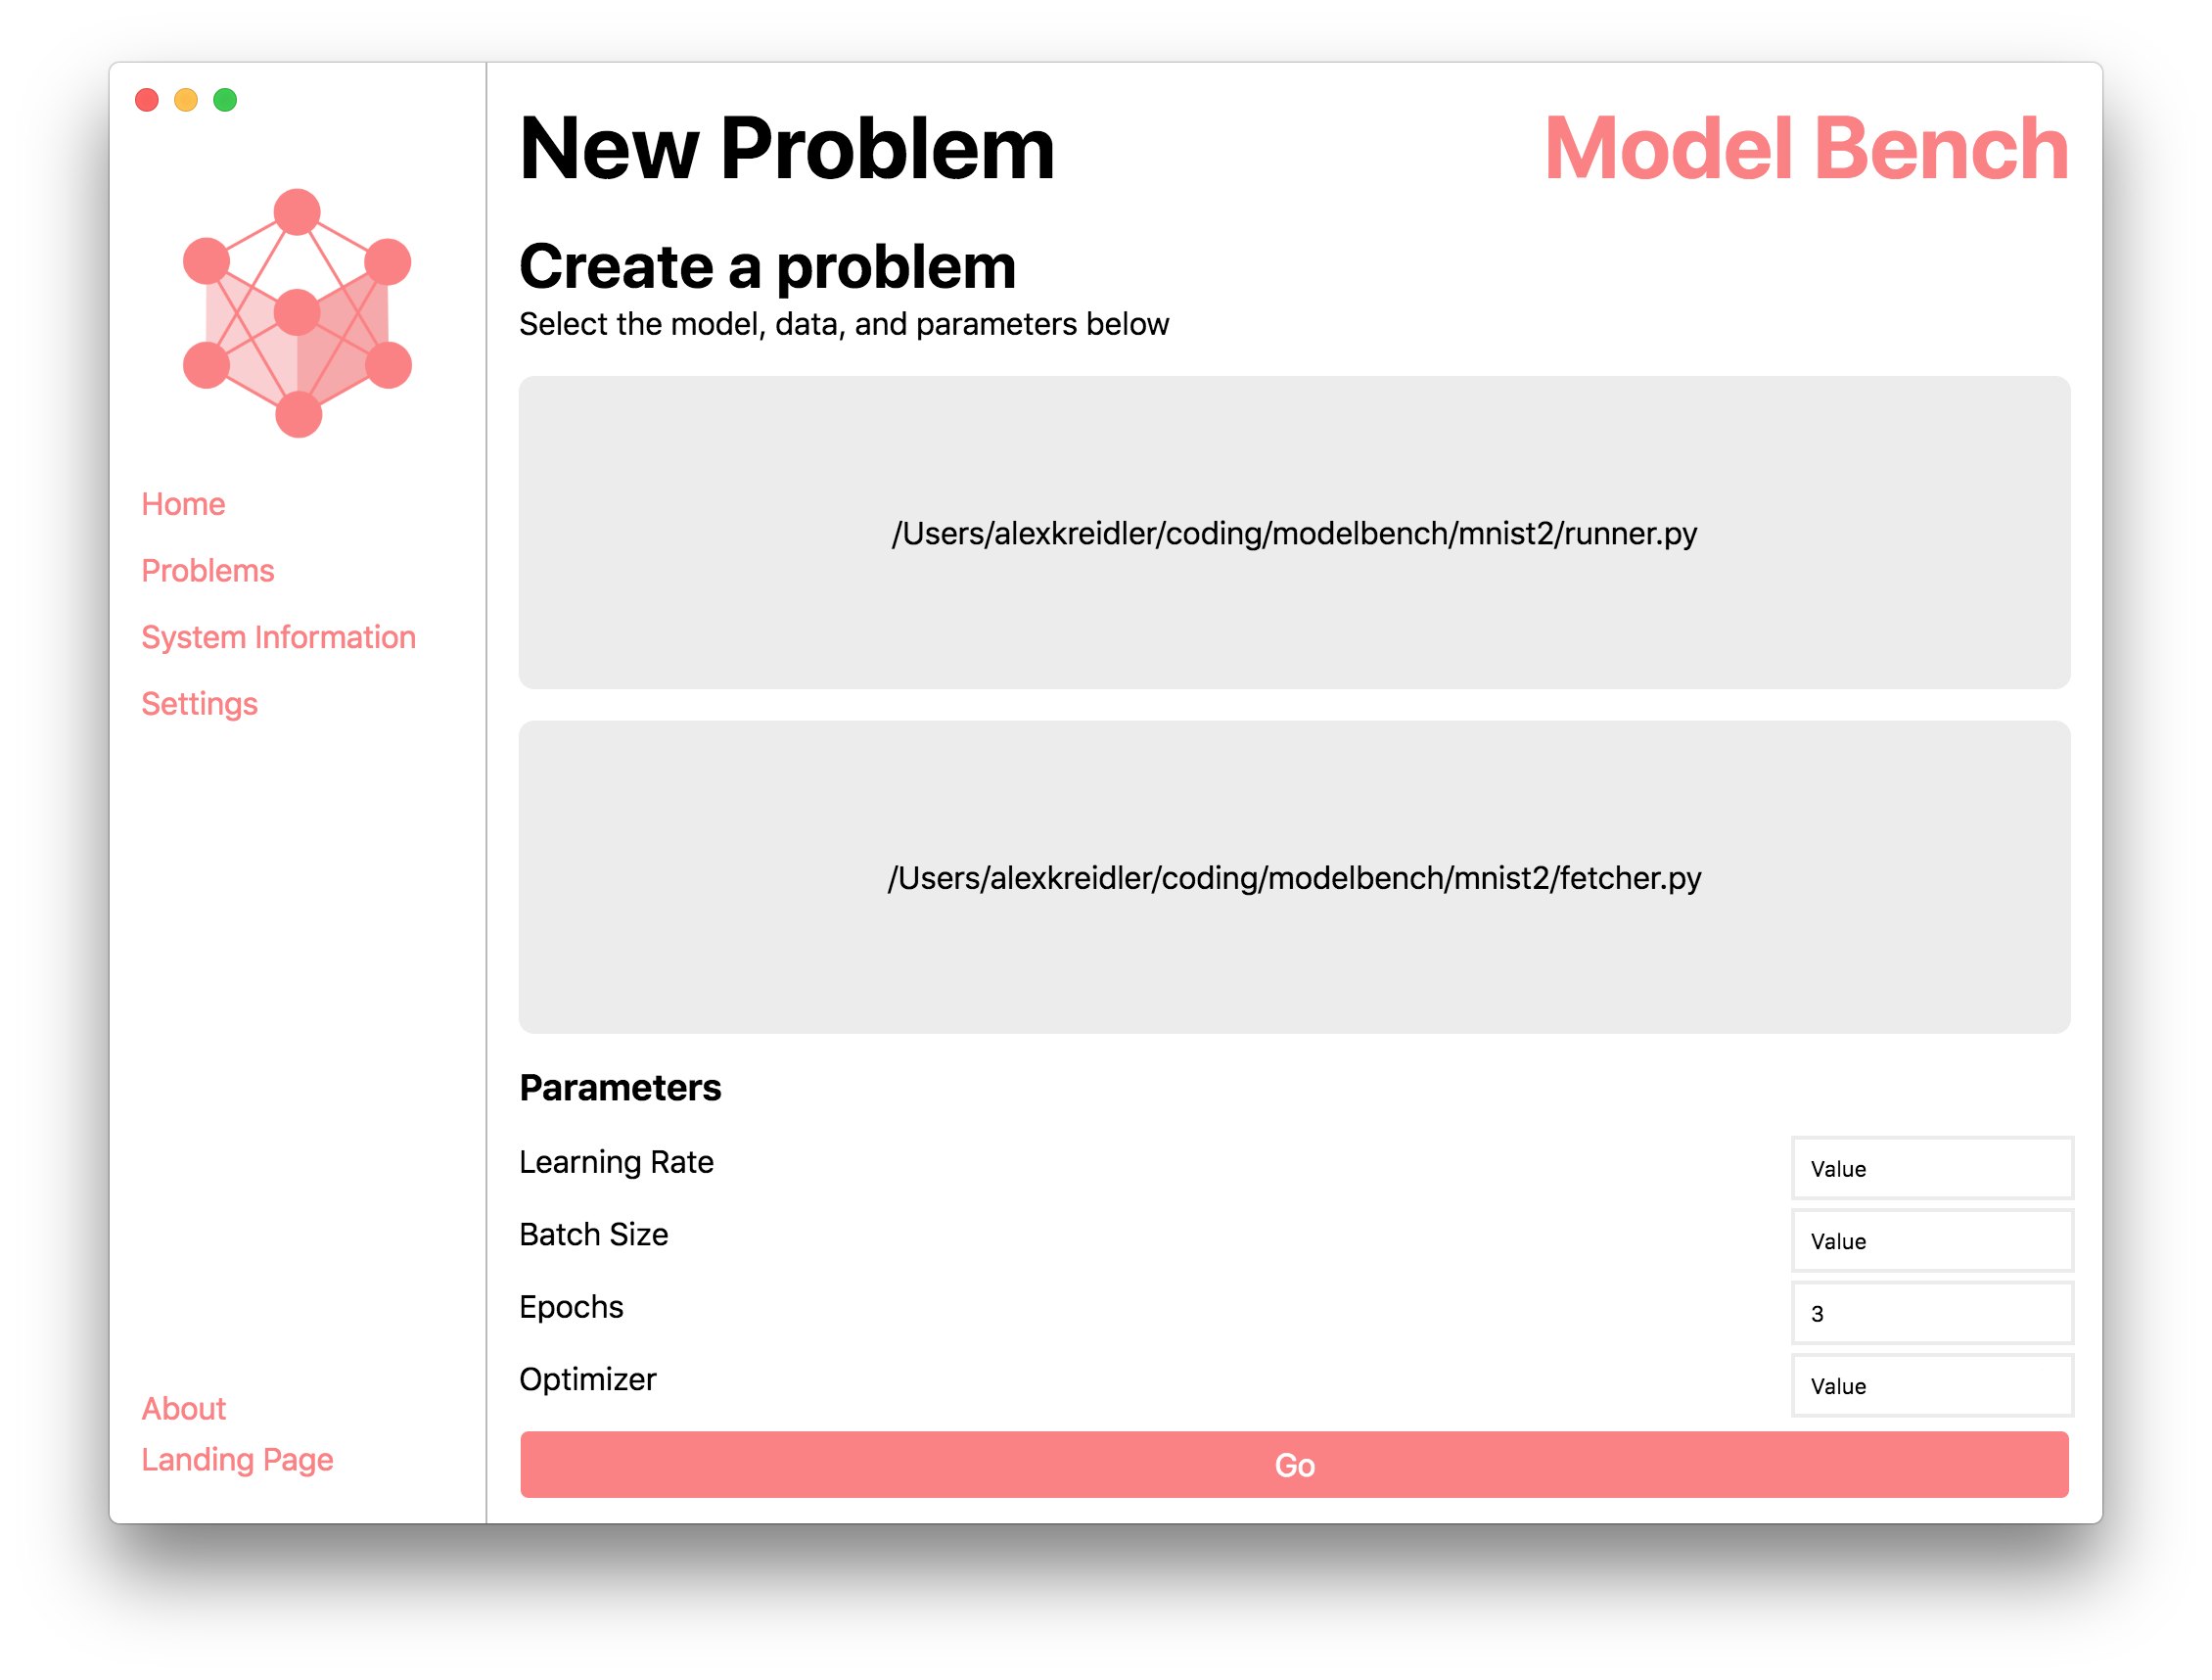 New Problem
Model Bench
Create a problem
Select the model, data, and parameters below
Home
Problems
System Information
Settings
/Users/alexkreidler/coding/modelbench/mnist2/runner.py
/Users/alexkreidler/coding/modelbench/mnist2/fetcher.py
Parameters
Learning Rate
Value
Batch Size
Value
Epochs
3
Optimizer
Value
Go
About
Landing Page